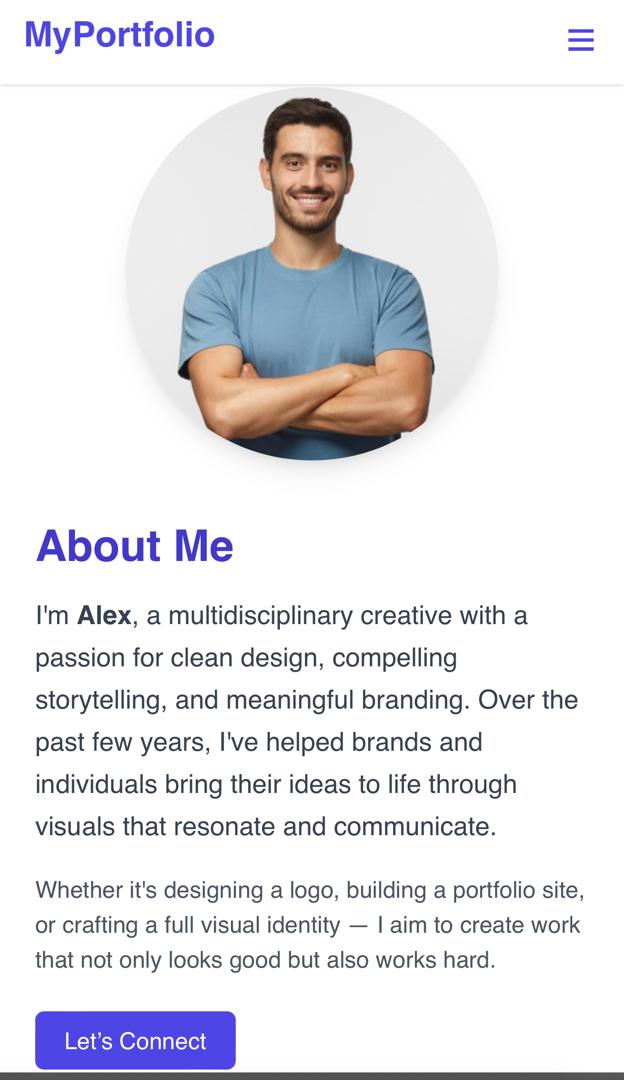 MyPortfolio
About Me
I'm Alex, a multidisciplinary creative with a
passion for clean design, compelling
storytelling, and meaningful branding. Over the
past few years, I've helped brands and
individuals bring their ideas to life through
visuals that resonate and communicate.
Whether it's designing a logo, building a portfolio site,
or crafting a full visual identity — I aim to create work
that not only looks good but also works hard.
Let’s Connect